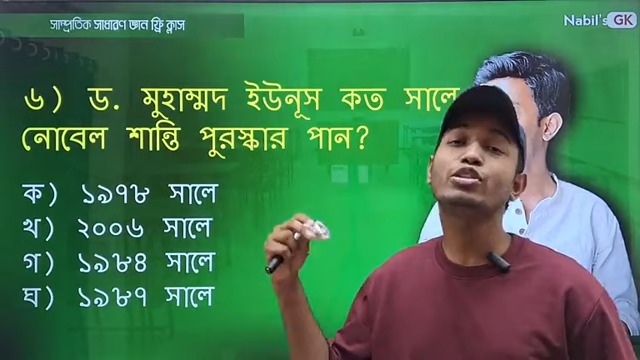 সাম্প্রতিক সাধারণ জ্ঞান ফ্রি ক্লাস
Nabil's GK
৬) ড. মুহাম্মদ ইউনূস কত সালে
নোবেল শান্তি পুরস্কার পান?
ক) ১৯৭৮ সালে
খ) ২০০৬ সালে
গ) ১৯৮৪ সালে
ঘ) ১৯৮৭ সালে